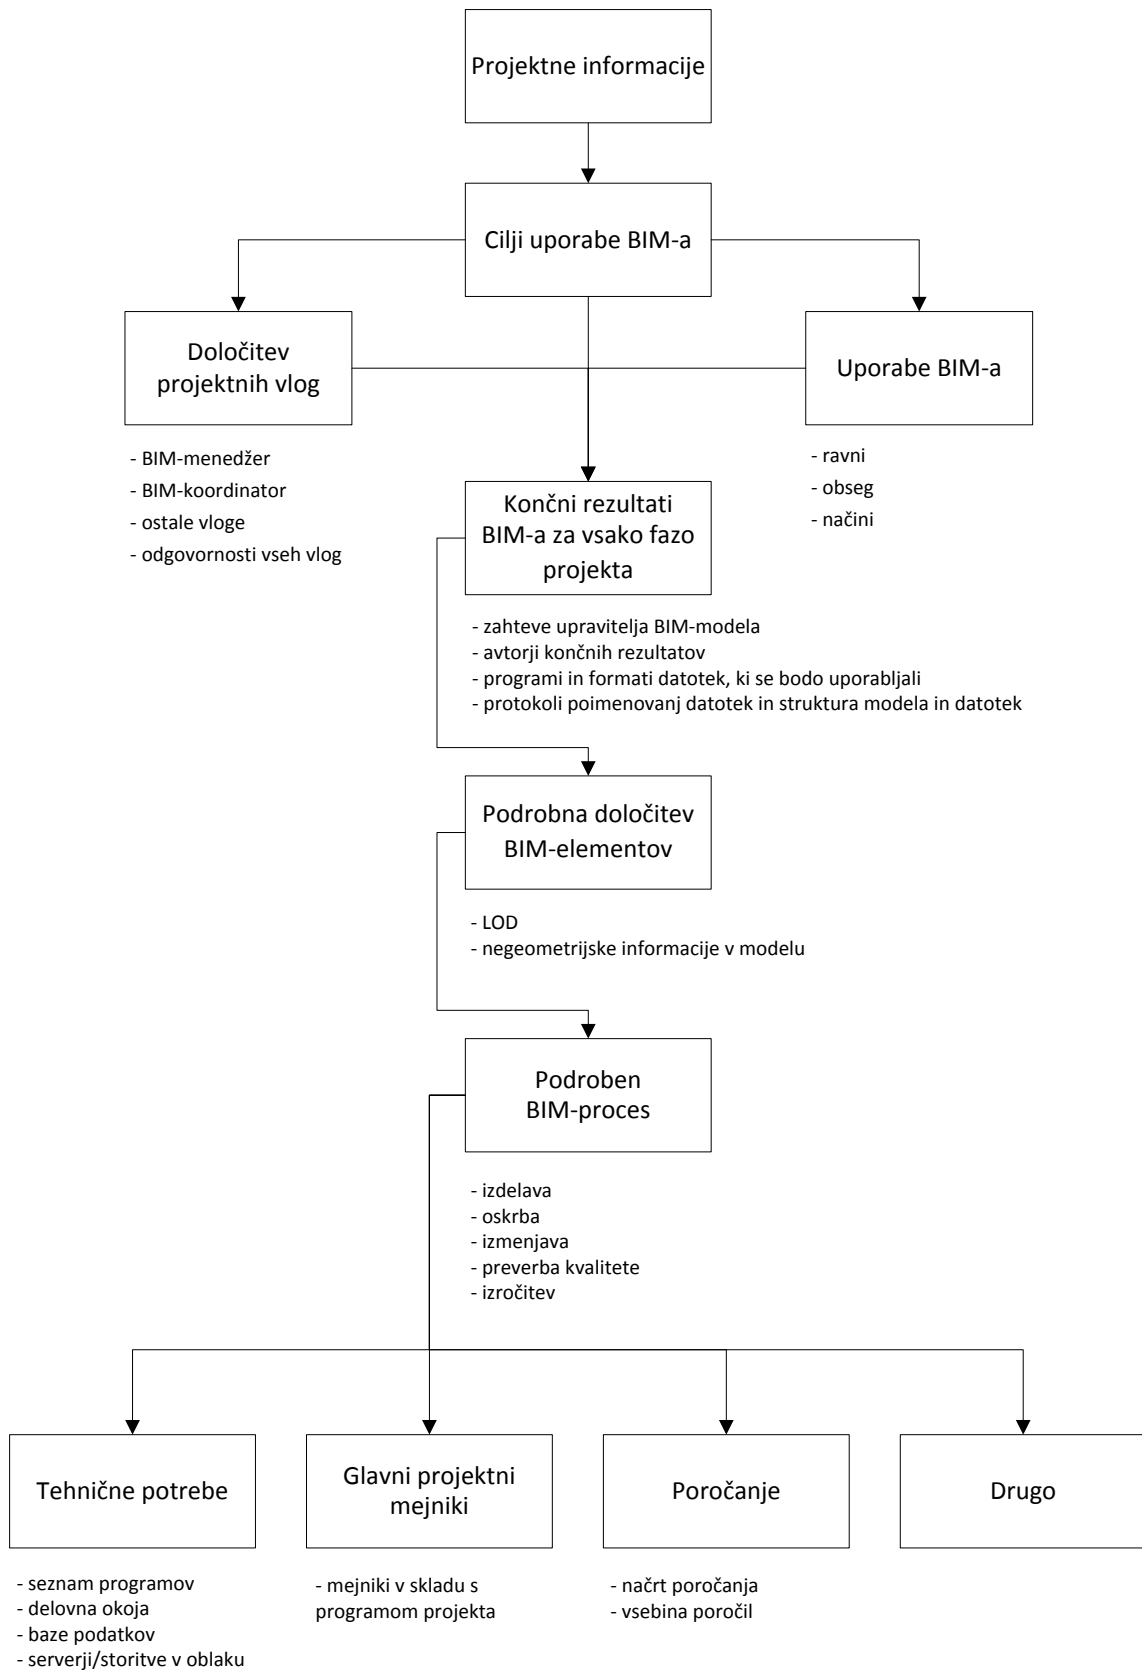 Projektne informacije
Cilji uporabe BIM-a
Določitev
projektnih vlog
Uporabe BIM-a
- BIM-menedžer
- BIM-koordinator
- ostale vloge
- odgovornosti vseh vlog
- ravni
- obseg
- načini
Končni rezultati
BIM-a za vsako fazo
projekta
- zahteve upravitelja BIM-modela
- avtorji končnih rezultatov
- programi in formati datotek, ki se bodo uporabljali
- protokoli poimenovanj datotek in struktura modela in datotek
Podrobna določitev
BIM-elementov
- LOD
- negeometrijske informacije v modelu
Podroben
BIM-proces
- izdelava
- oskrba
- izmenjava
- preverba kvalitete
- izročitev
Tehnične potrebe
Glavni projektni
mejniki
Poročanje
Drugo
- seznam programov
- delovna okoja
- baze podatkov
- serverji/storitve v oblaku
- mejniki v skladu s
programom projekta
- načrt poročanja
- vsebina poročil